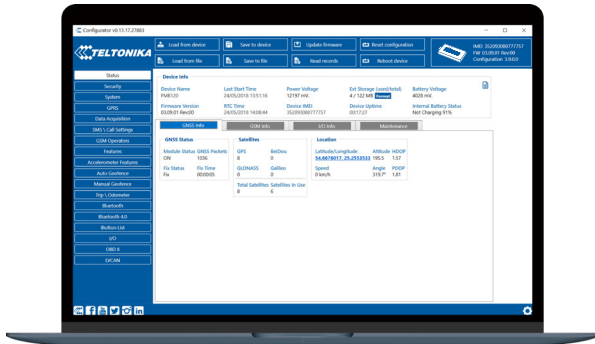 Configurator v0.13.17.27883
TELTONIKA
Load from device
Save to device
Update firmware
Reset configuration
Load from file
Save to file
Read records
Reboot device
IMEI 352093080777757
FW 03.09.01 Rev:00
Configuration 3.9.0.0
Status
Security
System
GPRS
Data Acquisition
SMS \ Call Settings
GSM Operators
Features
Accelerometer Features
Auto Geofence
Manual Geofence
Trip \ Odometer
Bluetooth
Bluetooth 4.0
iButton List
I/O
OBD II
LVCAN
Device Info
Device Name
FMB120
Last Start Time
24/05/2018 13:51:16
Power Voltage
12197 mV.
Ext Storage (used/total)
4 / 122 MB Format
Battery Voltage
4028 mV.
Firmware Version
03.09.01 Rev:00
RTC Time
24/05/2018 14:08:44
Device IMEI
352093080777757
Device Uptime
00:17:27
Internal Battery Status
Not Charging 91%
GNSS Info
GSM Info
I/O Info
Maintenance
GNSS Status
Module Status GNSS Packets
ON 1036
Fix Status Fix Time
Fix 00:00:05
Satellites
GPS BeiDou
8 0
GLONASS Galileo
0 0
Total Satellites Satellites in Use
8 6
Location
Latitude/Longitude Altitude HDOP
54.6676017, 25.2553533 195.5 1.57
Speed Angle PDOP
0 km/h 319.7° 1.81